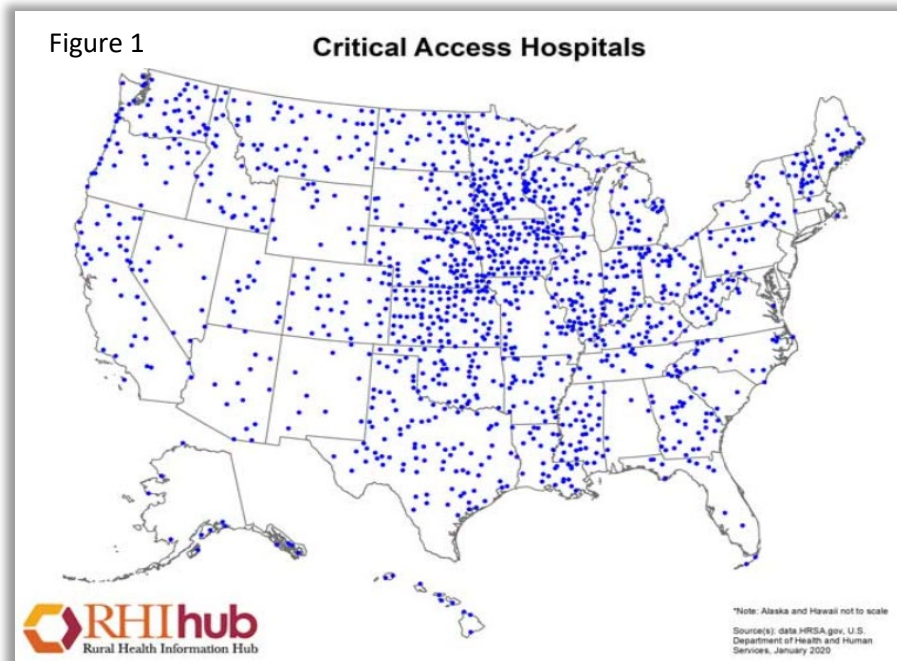 Figure 1
Critical Access Hospitals
RHIhub
Rural Health Information Hub
*Note: Alaska and Hawaii not to scale
Source(s): data.HRSA.gov, U.S.
Department of Health and Human
Services, January 2020